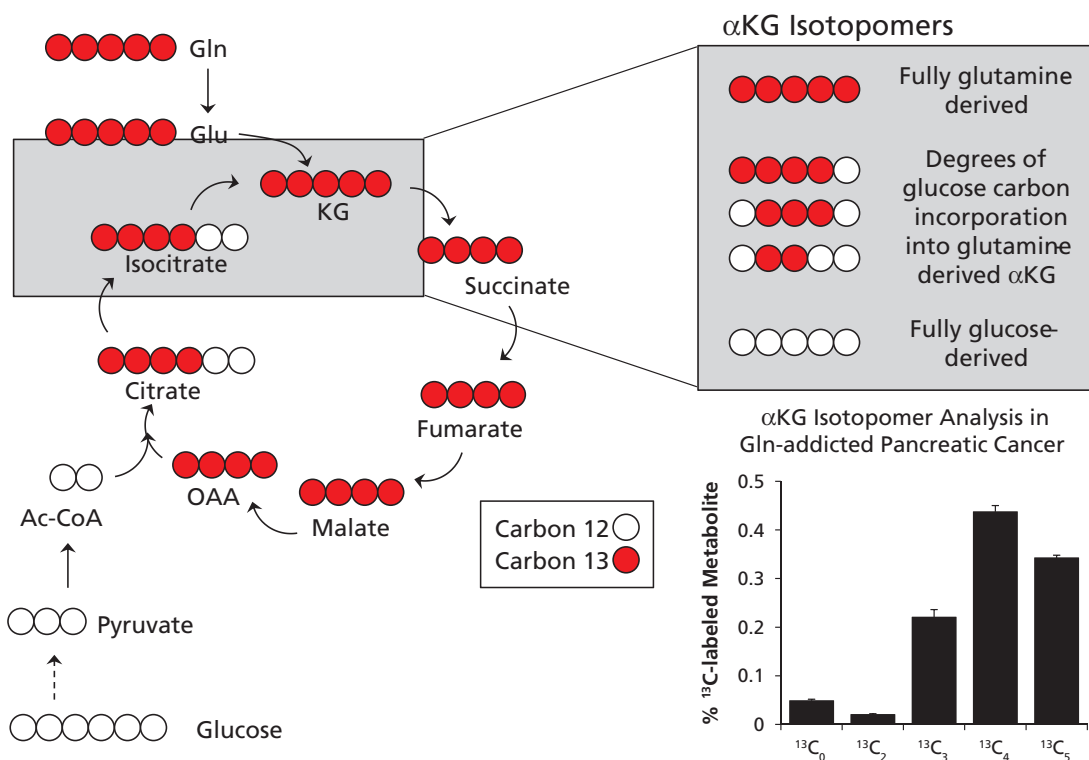 Gln
Glu
KG
Isocitrate
Succinate
Citrate
Fumarate
OAA
Malate
Ac-CoA
Pyruvate
Glucose
Carbon 12
Carbon 13
αKG Isotopomers
Fully glutamine
derived
Degrees of
glucose carbon
incorporation
into glutamine-
derived αKG
Fully glucose-
derived
αKG Isotopomer Analysis in
Gln-addicted Pancreatic Cancer
% ¹³C-labeled Metabolite
0.5
0.4
0.3
0.2
0.1
0
¹³C₀ ¹³C₂ ¹³C₃ ¹³C₄ ¹³C₅